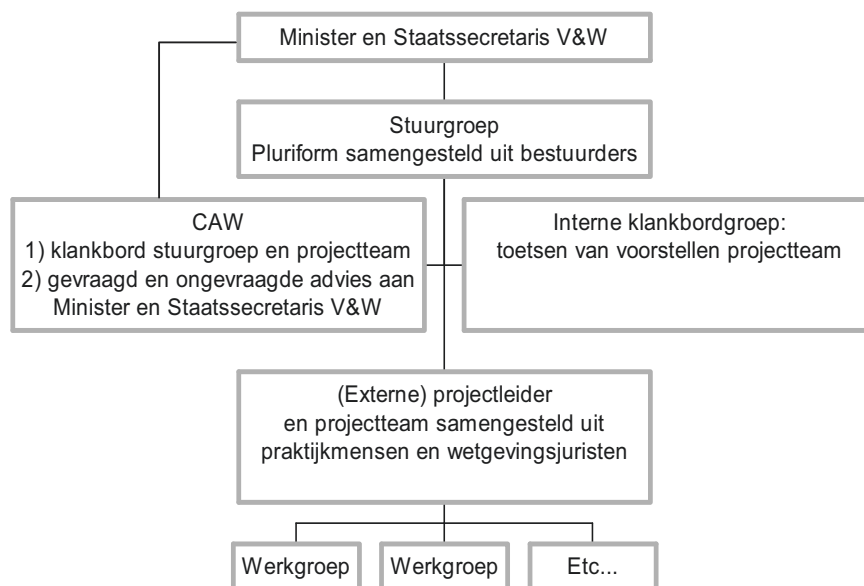 Minister en Staatssecretaris V&W
Stuurgroep
Pluriform samengesteld uit bestuurders
CAW
1) klankbord stuurgroep en projectteam
2) gevraagd en ongevraagde advies aan
Minister en Staatssecretaris V&W
Interne klankbordgroep:
toetsen van voorstellen projectteam
(Externe) projectleider
en projectteam samengesteld uit
praktijkmensen en wetgevingsjuristen
Werkgroep
Werkgroep
Etc...